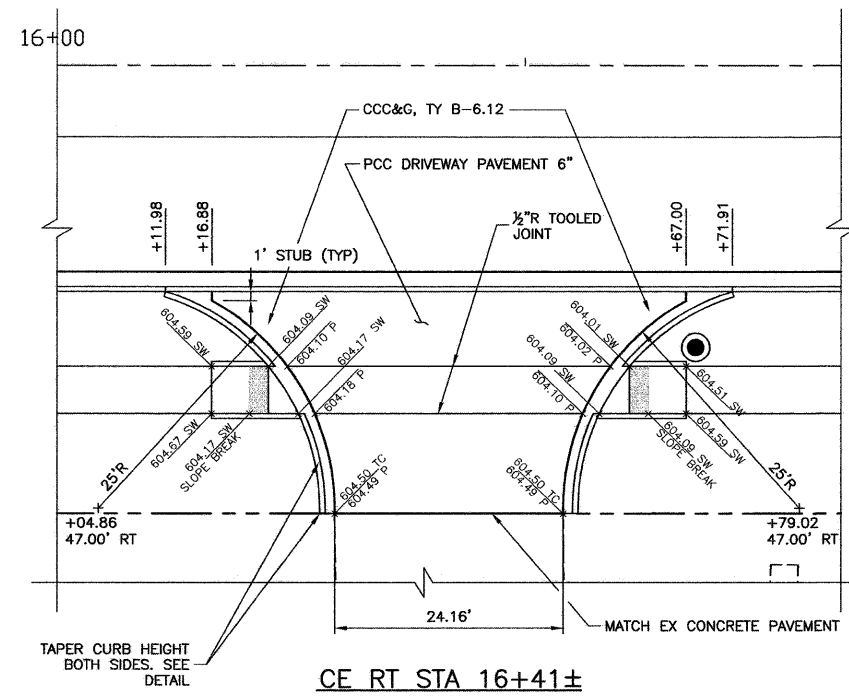 16+00
CCC&G, TY B-6.12
PCC DRIVEWAY PAVEMENT 6"
½"R TOOLED
JOINT
+11.98
+16.88
+67.00
+71.91
1' STUB (TYP)
604.59 SW
604.09 SW
604.10 P
604.17 SW
604.18 P
604.01 SW
604.02 P
604.09 SW
604.10 P
604.51 SW
604.59 SW
604.67 SW
604.17 SW
SLOPE BREAK
604.09 SW
SLOPE BREAK
25'R
604.50 TC
604.49 P
604.50 TC
604.49 P
25'R
+04.86
47.00' RT
+79.02
47.00' RT
24.16'
MATCH EX CONCRETE PAVEMENT
TAPER CURB HEIGHT
BOTH SIDES. SEE
DETAIL
CE RT STA 16+41±